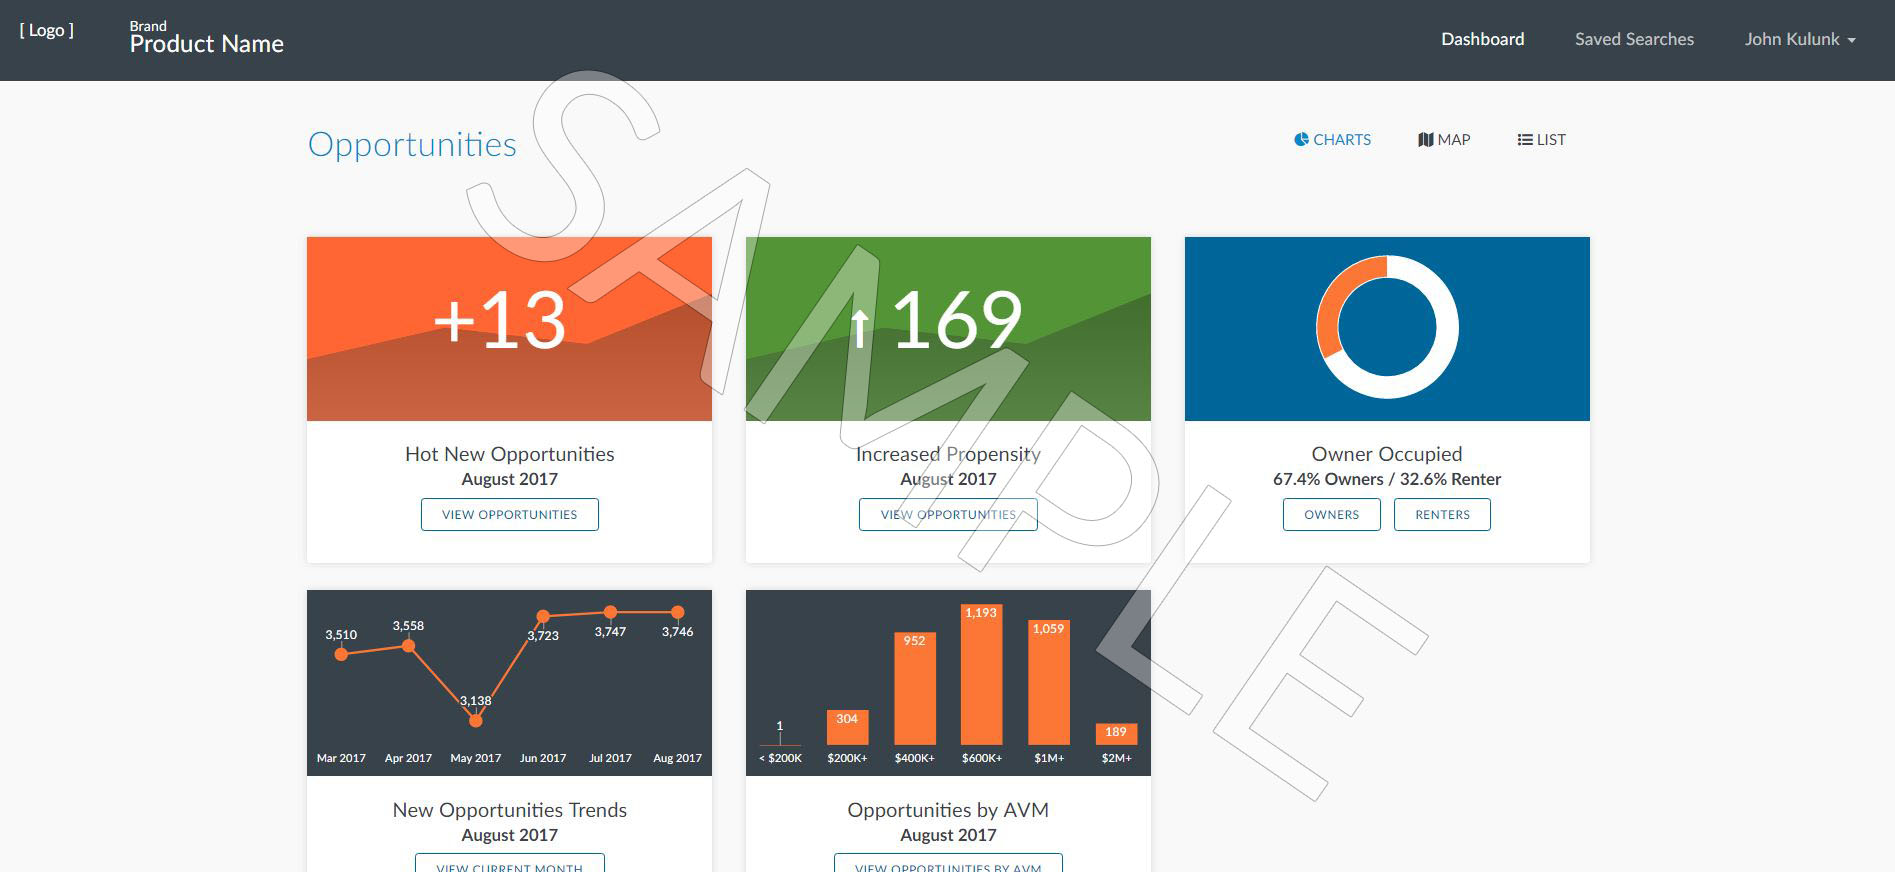 [ Logo ]
Brand
Product Name
Dashboard
Saved Searches
John Kulunk
Opportunities
CHARTS
MAP
LIST
+13
Hot New Opportunities
August 2017
VIEW OPPORTUNITIES
169
Increased Propensity
August 2017
VIEW OPPORTUNITIES
Owner Occupied
67.4% Owners / 32.6% Renter
OWNERS
RENTERS
3,510
3,558
3,138
3,723
3,747
3,746
Mar 2017
Apr 2017
May 2017
Jun 2017
Jul 2017
Aug 2017
New Opportunities Trends
August 2017
VIEW CURRENT MONTH
1
304
952
1,193
1,059
189
< $200K
$200K+
$400K+
$600K+
$1M+
$2M+
Opportunities by AVM
August 2017
VIEW OPPORTUNITIES BY AVM
SAMPLE